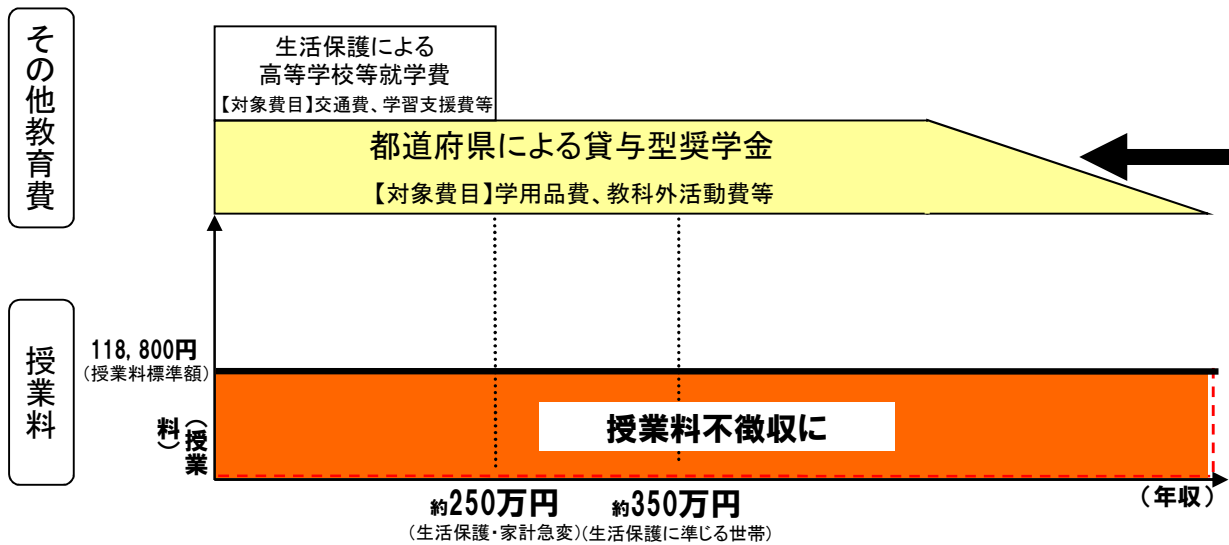 その他教育費
生活保護による
高等学校等就学費
【対象費目】交通費、学習支援費等
都道府県による貸与型奨学金
【対象費目】学用品費、教科外活動費等
授業料
118,800円
（授業料標準額）
（授業料）
授業料不徴収に
約250万円
（生活保護・家計急変）
約350万円
（生活保護に準じる世帯）
（年収）